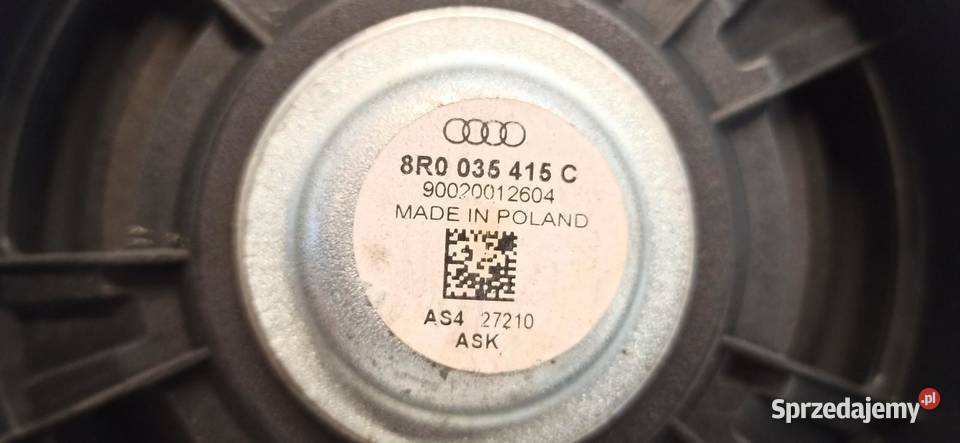 8R0 035 415 C
90020012604
MADE IN POLAND
AS4 27210
ASK
Sprzedajemy.pl